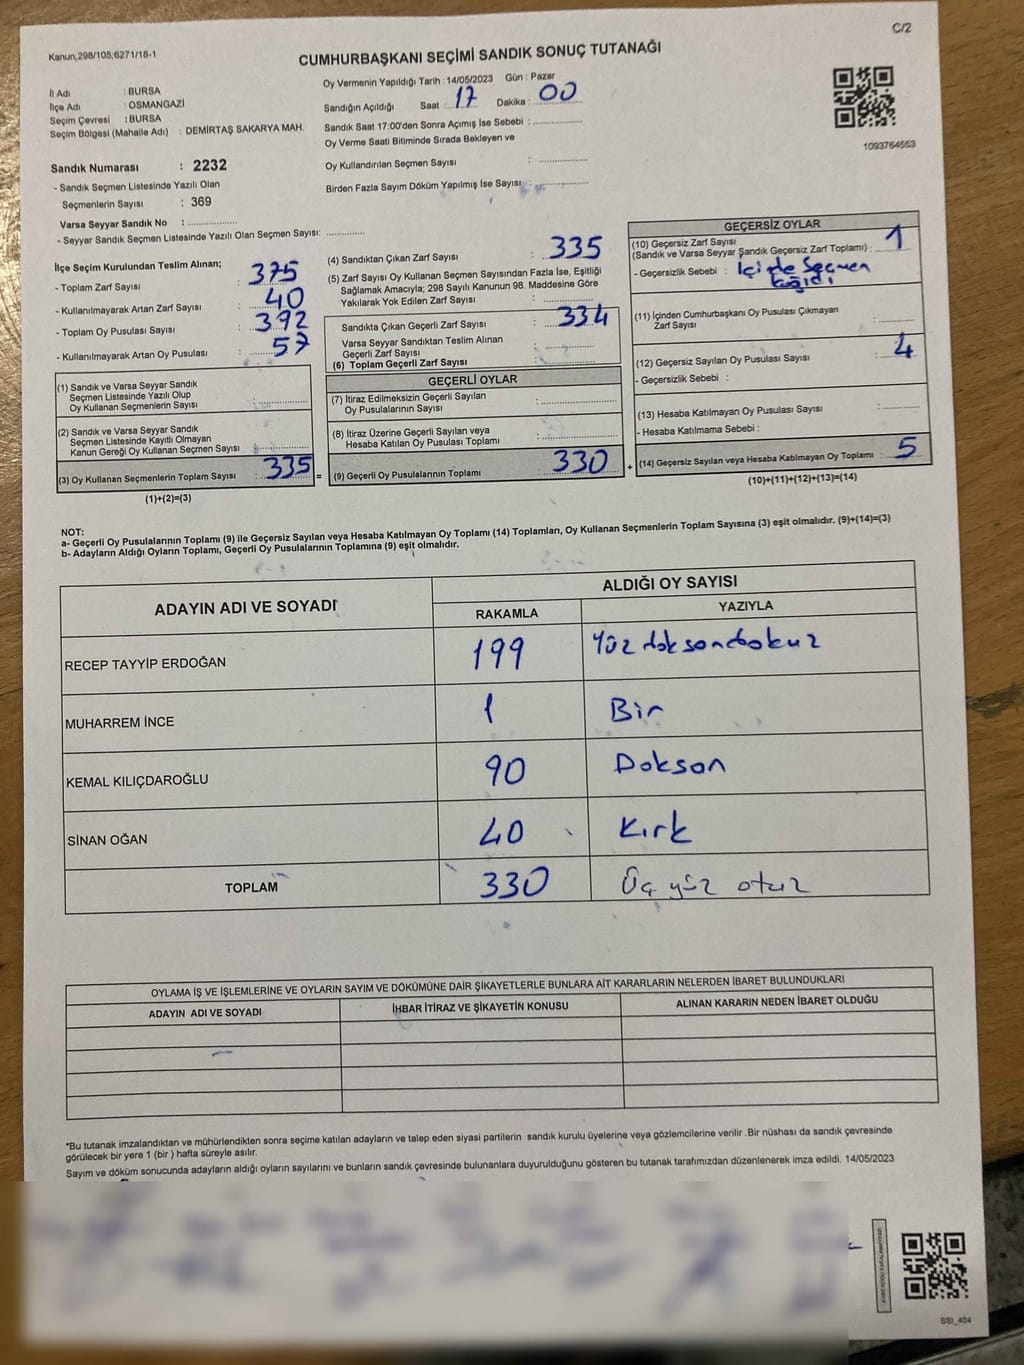 C/2
Kanun,298/105;6271/18-1
CUMHURBAŞKANI SEÇİMİ SANDIK SONUÇ TUTANAĞI
İl Adı : BURSA
İlçe Adı : OSMANGAZİ
Seçim Çevresi : BURSA
Seçim Bölgesi (Mahalle Adı) : DEMİRTAŞ SAKARYA MAH.
Oy Vermenin Yapıldığı Tarih : 14/05/2023 Gün : Pazar
Sandığın Açıldığı Saat : 17 Dakika : 00
Sandık Saat 17:00'den Sonra Açımış İse Sebebi :
Oy Verme Saati Bitiminde Sırada Bekleyen ve
Oy Kullandırılan Seçmen Sayısı :
Birden Fazla Sayım Döküm Yapılmış İse Sayısı :
1093764553
Sandık Numarası : 2232
- Sandık Seçmen Listesinde Yazılı Olan
Seçmenlerin Sayısı : 369
Varsa Seyyar Sandık No :
- Seyyar Sandık Seçmen Listesinde Yazılı Olan Seçmen Sayısı:
İlçe Seçim Kurulundan Teslim Alınan;
- Toplam Zarf Sayısı : 375
- Kullanılmayarak Artan Zarf Sayısı : 40
- Toplam Oy Pusulası Sayısı : 392
- Kullanılmayarak Artan Oy Pusulası : 57
(1) Sandık ve Varsa Seyyar Sandık
Seçmen Listesinde Yazılı Olup
Oy Kullanan Seçmenlerin Sayısı :
(2) Sandık ve Varsa Seyyar Sandık
Seçmen Listesinde Kayıtlı Olmayan
Kanun Gereği Oy Kullanan Seçmen Sayısı :
(3) Oy Kullanan Seçmenlerin Toplam Sayısı : 335 =
(1)+(2)=(3)
(4) Sandıktan Çıkan Zarf Sayısı : 335
(5) Zarf Sayısı Oy Kullanan Seçmen Sayısından Fazla İse, Eşitliği
Sağlamak Amacıyla; 298 Sayılı Kanunun 98. Maddesine Göre
Yakılarak Yok Edilen Zarf Sayısı :
Sandıkta Çıkan Geçerli Zarf Sayısı : 334
Varsa Seyyar Sandıktan Teslim Alınan
Geçerli Zarf Sayısı :
(6) Toplam Geçerli Zarf Sayısı :
GEÇERLİ OYLAR
(7) İtiraz Edilmeksizin Geçerli Sayılan
Oy Pusulalarının Sayısı :
(8) İtiraz Üzerine Geçerli Sayılan veya
Hesaba Katılan Oy Pusulası Toplamı :
(9) Geçerli Oy Pusulalarının Toplamı : 330 +
GEÇERSİZ OYLAR
(10) Geçersiz Zarf Sayısı
(Sandık ve Varsa Seyyar Sandık Geçersiz Zarf Toplamı) : 1
- Geçersizlik Sebebi : İçinde Seçmen
kağıdı
(11) İçinden Cumhurbaşkanı Oy Pusulası Çıkmayan
Zarf Sayısı :
(12) Geçersiz Sayılan Oy Pusulası Sayısı : 4
- Geçersizlik Sebebi :
(13) Hesaba Katılmayan Oy Pusulası Sayısı :
- Hesaba Katılmama Sebebi :
(14) Geçersiz Sayılan veya Hesaba Katılmayan Oy Toplamı : 5
(10)+(11)+(12)+(13)=(14)
NOT:
a- Geçerli Oy Pusulalarının Toplamı (9) ile Geçersiz Sayılan veya Hesaba Katılmayan Oy Toplamı (14) Toplamları, Oy Kullanan Seçmenlerin Toplam Sayısına (3) eşit olmalıdır. (9)+(14)=(3)
b- Adayların Aldığı Oyların Toplamı, Geçerli Oy Pusulalarının Toplamına (9) eşit olmalıdır.
ADAYIN ADI VE SOYADI ALDIĞI OY SAYISI
RAKAMLA YAZIYLA
RECEP TAYYİP ERDOĞAN 199 Yüz doksandokuz
MUHARREM İNCE 1 Bir
KEMAL KILIÇDAROĞLU 90 Doksan
SİNAN OĞAN 40 Kırk
TOPLAM 330 Üç yüz otuz
OYLAMA İŞ VE İŞLEMLERİNE VE OYLARIN SAYIM VE DÖKÜMÜNE DAİR ŞİKAYETLERLE BUNLARA AİT KARARLARIN NELERDEN İBARET BULUNDUKLARI
ADAYIN ADI VE SOYADI İHBAR İTİRAZ VE ŞİKAYETİN KONUSU ALINAN KARARIN NEDEN İBARET OLDUĞU
*Bu tutanak imzalandıktan ve mühürlendikten sonra seçime katılan adayların ve talep eden siyasi partilerin sandık kurulu üyelerine veya gözlemcilerine verilir .Bir nüshası da sandık çevresinde
görülecek bir yere 1 (bir ) hafta süreyle asılır.
Sayım ve döküm sonucunda adayların aldığı oyların sayılarını ve bunların sandık çevresinde bulunanlara duyurulduğunu gösteren bu tutanak tarafımızdan düzenlenerek imza edildi. 14/05/2023
SSI_404